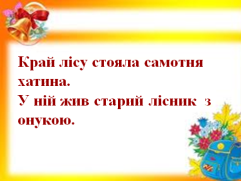 Край лісу стояла самотня
хатина.
У ній жив старий лісник з
онукою.